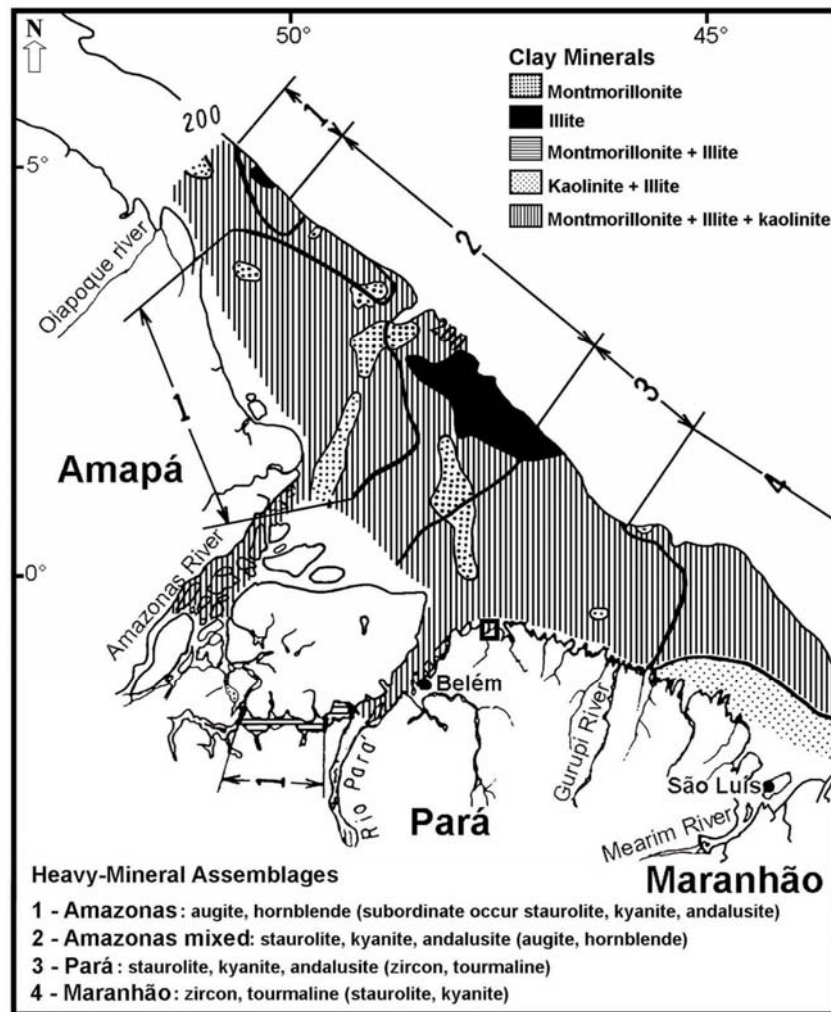 50°
45°
N
Clay Minerals
Montmorillonite
Illite
Montmorillonite + Illite
Kaolinite + Illite
Montmorillonite + Illite + kaolinite
200
1
5°
2
Oiapoque river
200
3
1
4
Amapá
0°
Amazonas River
Belém
Gurupi River
São Luís
1
Rio Pará
Pará
Mearim River
Maranhão
Heavy-Mineral Assemblages
1 - Amazonas: augite, hornblende (subordinate occur staurolite, kyanite, andalusite)
2 - Amazonas mixed: staurolite, kyanite, andalusite (augite, hornblende)
3 - Pará: staurolite, kyanite, andalusite (zircon, tourmaline)
4 - Maranhão: zircon, tourmaline (staurolite, kyanite)